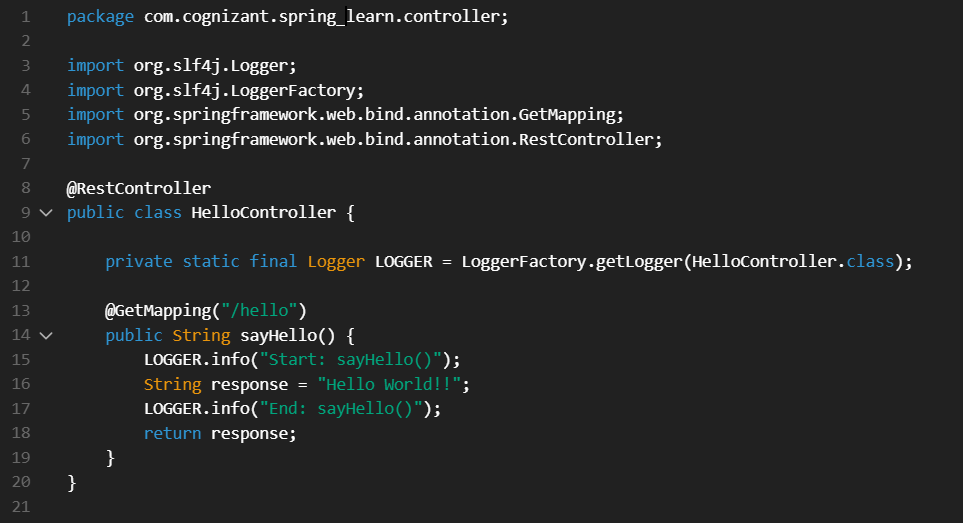 1 package com.cognizant.spring_learn.controller;
2
3 import org.slf4j.Logger;
4 import org.slf4j.LoggerFactory;
5 import org.springframework.web.bind.annotation.GetMapping;
6 import org.springframework.web.bind.annotation.RestController;
7
8 @RestController
9 public class HelloController {
10
11     private static final Logger LOGGER = LoggerFactory.getLogger(HelloController.class);
12
13     @GetMapping("/hello")
14     public String sayHello() {
15         LOGGER.info("Start: sayHello()");
16         String response = "Hello World!!";
17         LOGGER.info("End: sayHello()");
18         return response;
19     }
20 }
21